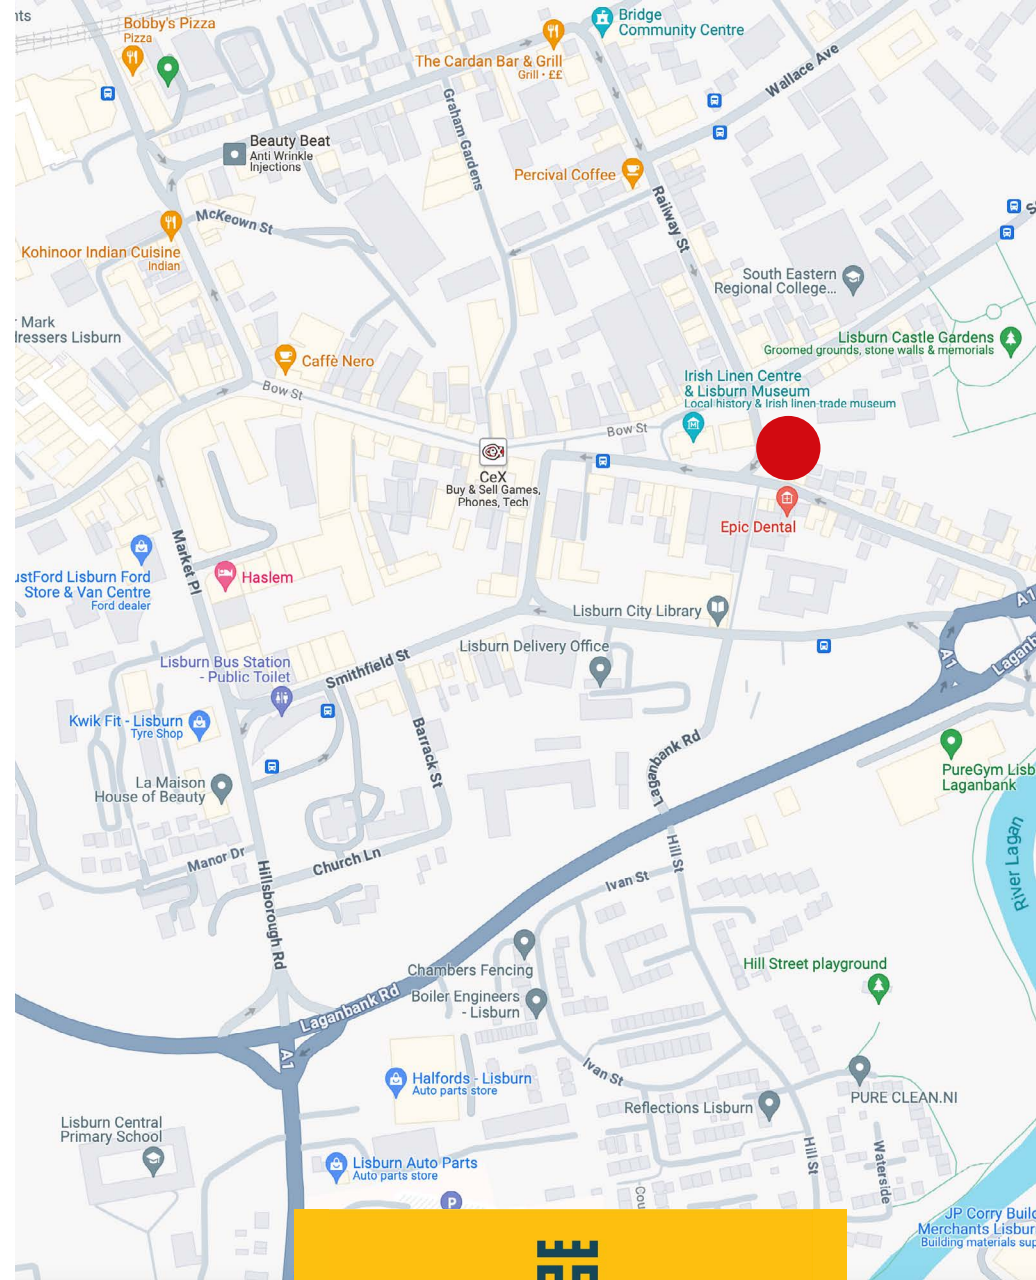 nts
Bobby's Pizza
Pizza
Bridge
Community Centre
The Cardan Bar & Grill
Grill • ££
Wallace Ave
Graham Gardens
Beauty Beat
Anti Wrinkle
Injections
Percival Coffee
Railway St
McKeown St
Kohinoor Indian Cuisine
Indian
South Eastern
Regional College...
Mark
dressers Lisburn
Lisburn Castle Gardens
Groomed grounds, stone walls & memorials
Caffè Nero
Bow St
Irish Linen Centre
& Lisburn Museum
Local history & Irish linen-trade museum
Bow St
CeX
Buy & Sell Games,
Phones, Tech
Epic Dental
Market Pl
ustFord Lisburn Ford
Store & Van Centre
Ford dealer
Haslem
A1
Lisburn City Library
Lisburn Delivery Office
A1
Laganb
Lisburn Bus Station
- Public Toilet
Smithfield St
Kwik Fit - Lisburn
Tyre Shop
Barrack St
Laganbank Rd
PureGym Lisb
Laganbank
La Maison
House of Beauty
River Lagan
Manor Dr
Church Ln
Hill St
Ivan St
Hillsborough Rd
Chambers Fencing
Hill Street playground
Boiler Engineers
- Lisburn
Laganbank Rd
A1
Ivan St
Halfords - Lisburn
Auto parts store
PURE CLEAN.NI
Reflections Lisburn
Lisburn Central
Primary School
Hill St
Waterside
Lisburn Auto Parts
Auto parts store
P
Cou
JP Corry Build
Merchants Lisbur
Building materials sup